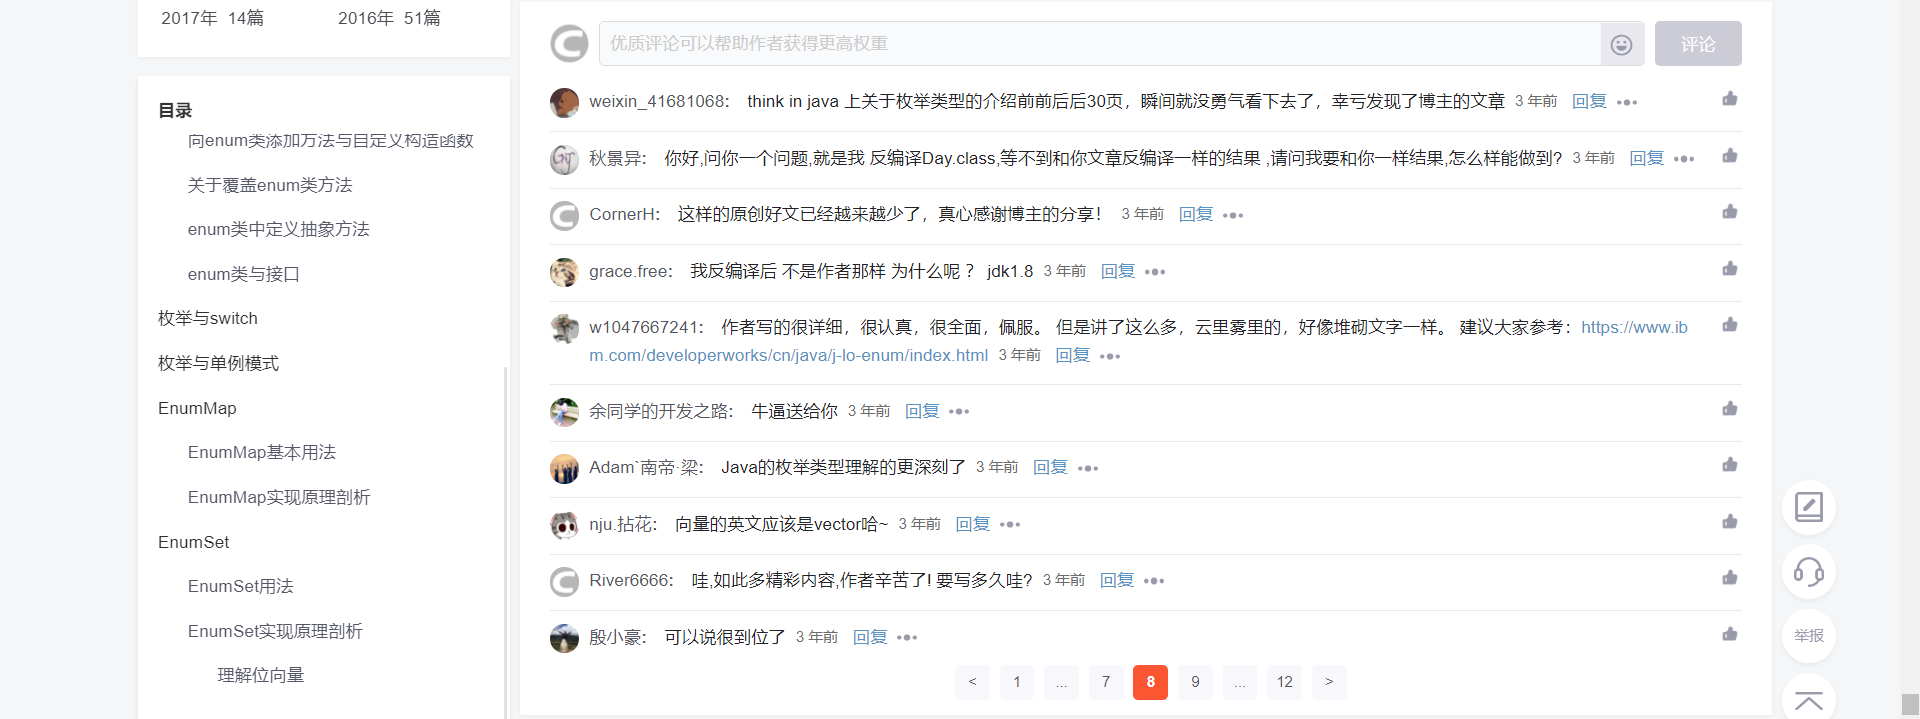 2017年 14篇
2016年 51篇
目录
向enum类添加方法与自定义构造函数
关于覆盖enum类方法
enum类中定义抽象方法
enum类与接口
枚举与switch
枚举与单例模式
EnumMap
EnumMap基本用法
EnumMap实现原理剖析
EnumSet
EnumSet用法
EnumSet实现原理剖析
理解位向量
优质评论可以帮助作者获得更高权重
评论
weixin_41681068： think in java 上关于枚举类型的介绍前前后后30页，瞬间就没勇气看下去了，幸亏发现了博主的文章 3 年前 回复
秋景异： 你好,问你一个问题,就是我 反编译Day.class,等不到和你文章反编译一样的结果 ,请问我要和你一样结果,怎么样能做到? 3 年前 回复
CornerH： 这样的原创好文已经越来越少了，真心感谢博主的分享！ 3 年前 回复
grace.free： 我反编译后 不是作者那样 为什么呢 ？ jdk1.8 3 年前 回复
w1047667241： 作者写的很详细，很认真，很全面，佩服。 但是讲了这么多，云里雾里的，好像堆砌文字一样。 建议大家参考：https://www.ib
m.com/developerworks/cn/java/j-lo-enum/index.html 3 年前 回复
余同学的开发之路： 牛逼送给你 3 年前 回复
Adam`南帝·梁： Java的枚举类型理解的更深刻了 3 年前 回复
nju.拈花： 向量的英文应该是vector哈~ 3 年前 回复
River6666： 哇,如此多精彩内容,作者辛苦了! 要写多久哇? 3 年前 回复
殷小豪： 可以说很到位了 3 年前 回复
< 1 ... 7 8 9 ... 12 >
举报